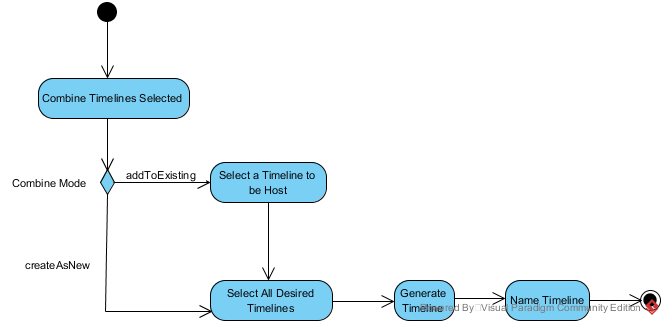 Combine Timelines Selected
Combine Mode
addToExisting
Select a Timeline to
be Host
createAsNew
Select All Desired
Timelines
Generate
Timeline
Name Timeline
Powered By Visual Paradigm Community Edition